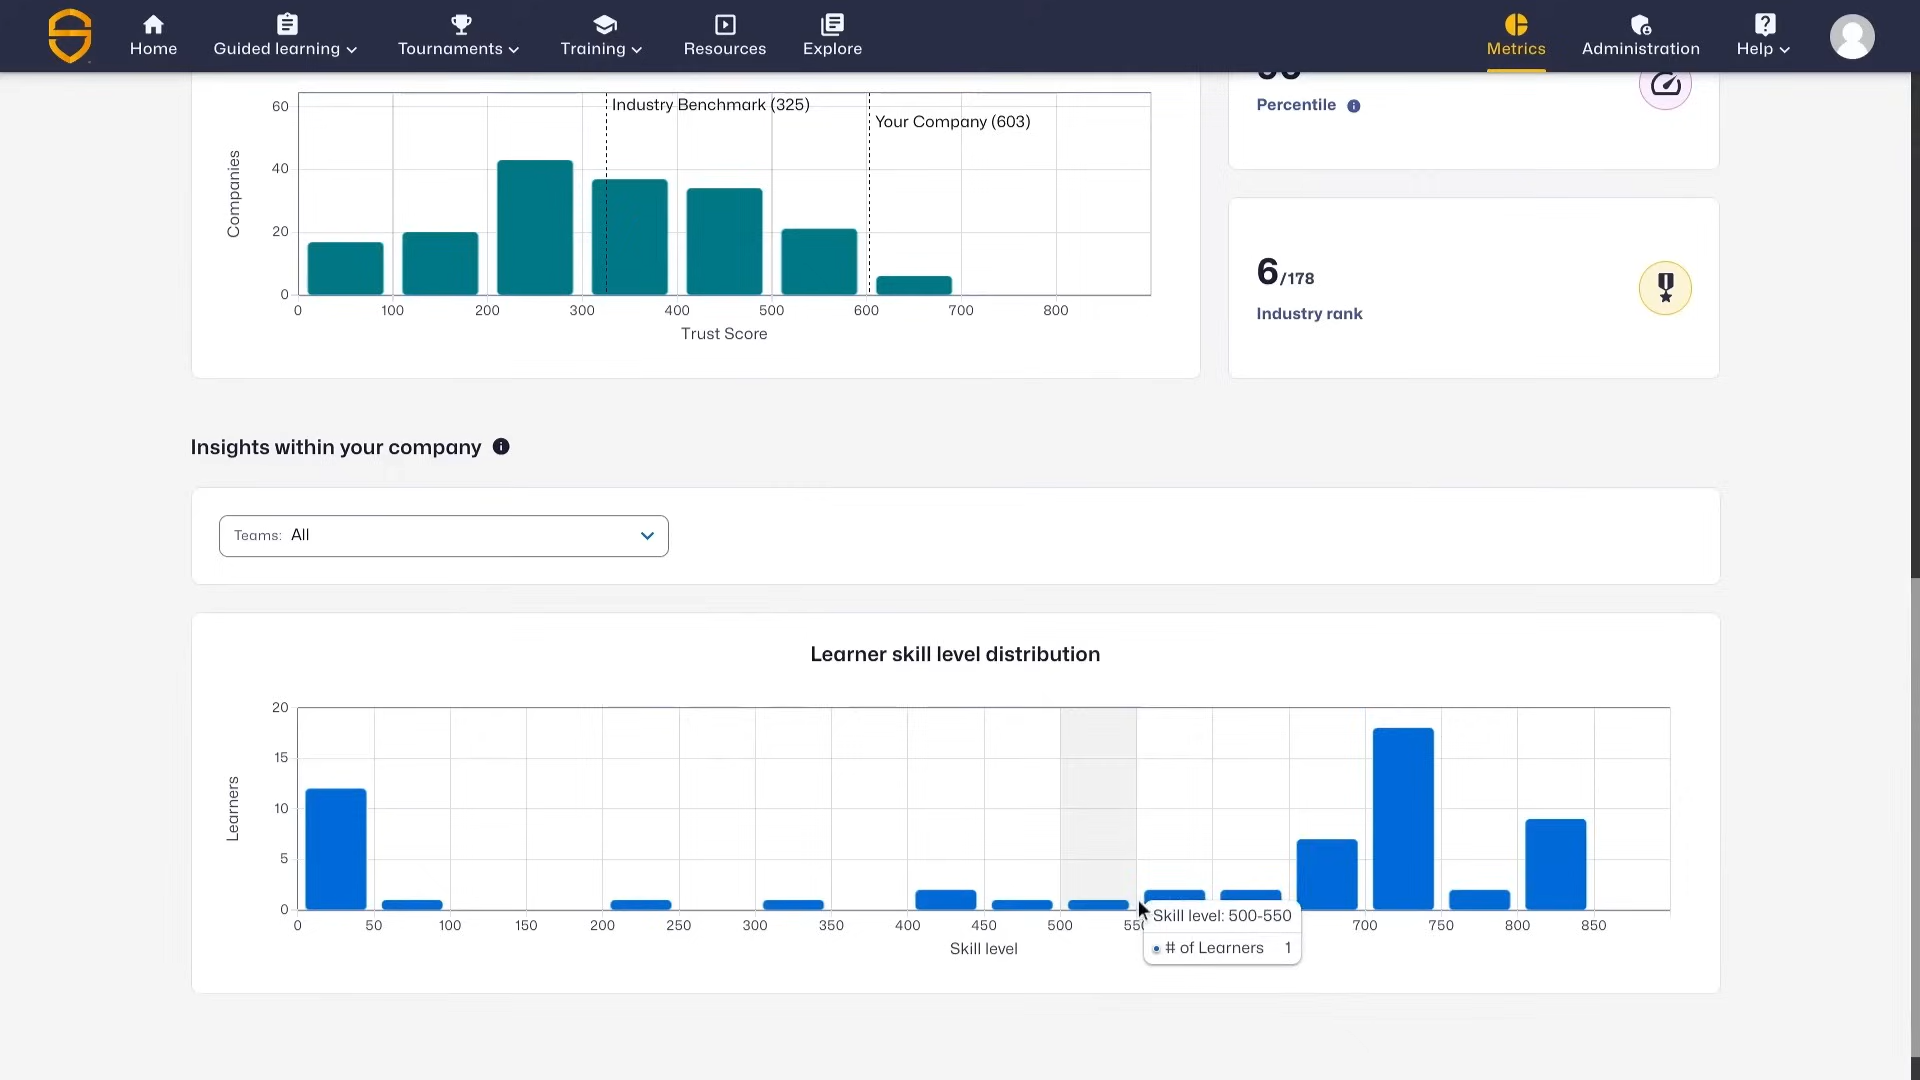 Home
Guided learning
Tournaments
Training
Resources
Explore
Metrics
Administration
Help
60
40
20
0
Companies
Industry Benchmark (325)
Your Company (603)
0 100 200 300 400 500 600 700 800
Trust Score
Percentile
6/178
Industry rank
Insights within your company
Teams: All
Learner skill level distribution
20
15
10
5
0
Learners
0 50 100 150 200 250 300 350 400 450 500 550 700 750 800 850
Skill level
Skill level: 500-550
# of Learners 1